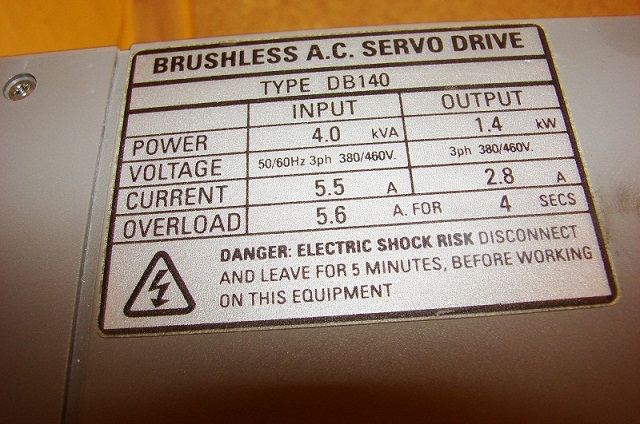 BRUSHLESS A.C. SERVO DRIVE
TYPE DB140
INPUT OUTPUT
POWER 4.0 kVA 1.4 kW
VOLTAGE 50/60Hz 3ph 380/460V. 3ph 380/460V.
CURRENT 5.5 A 2.8 A
OVERLOAD 5.6 A. FOR 4 SECS
DANGER: ELECTRIC SHOCK RISK DISCONNECT
AND LEAVE FOR 5 MINUTES, BEFORE WORKING
ON THIS EQUIPMENT